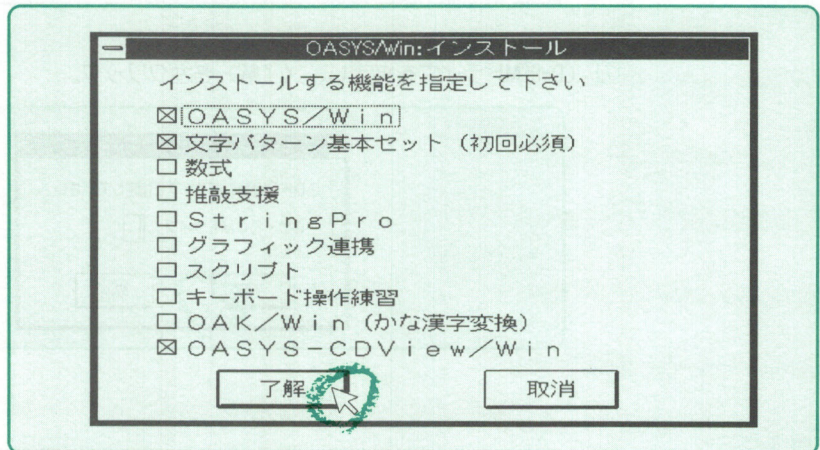 OASYS/Win:インストール
インストールする機能を指定して下さい
OASYS/Win
文字パターン基本セット(初回必須)
数式
推敲支援
StringPro
グラフィック連携
スクリプト
キーボード操作練習
OAK/Win(かな漢字変換)
OASYS-CDView/Win
了解 取消